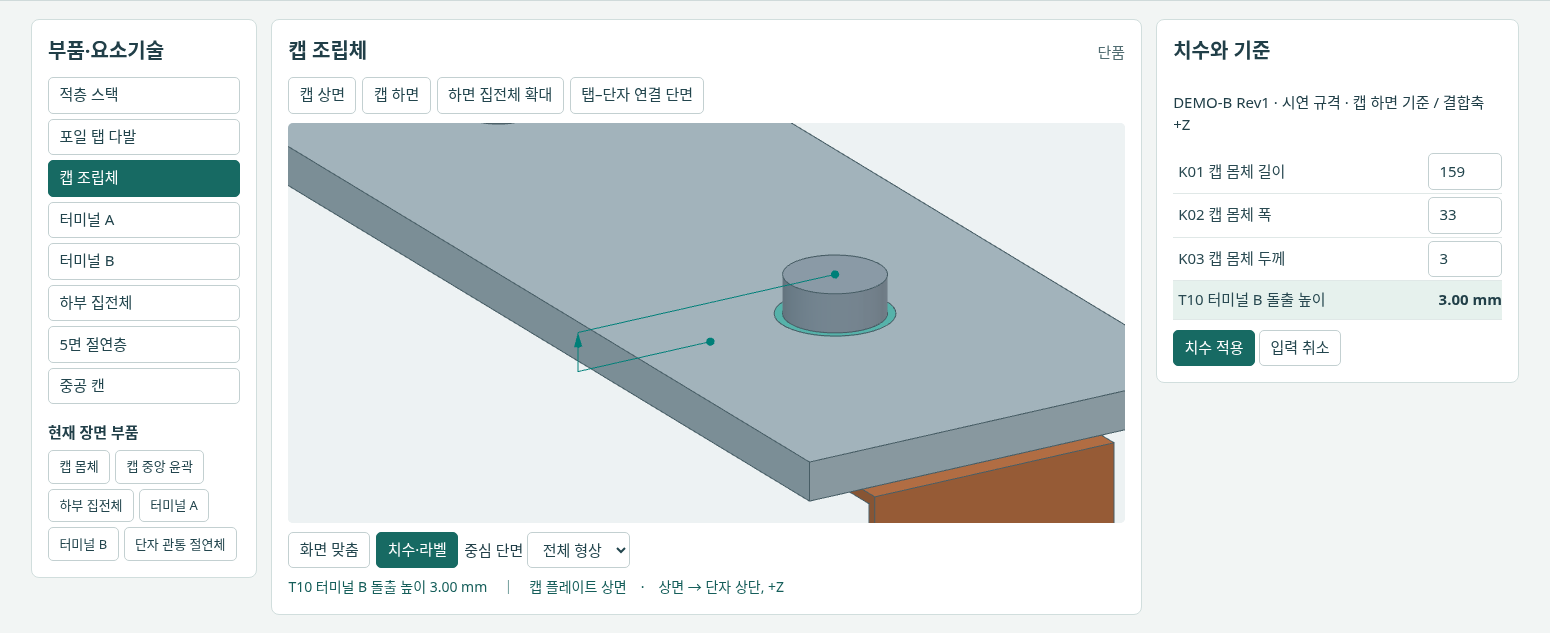 부품·요소기술
적층 스택
포일 탭 다발
캡 조립체
터미널 A
터미널 B
하부 집전체
5면 절연층
중공 캔
현재 장면 부품
캡 몸체
캡 중앙 윤곽
하부 집전체
터미널 A
터미널 B
단자 관통 절연체
캡 조립체
단품
캡 상면
캡 하면
하면 집전체 확대
탭–단자 연결 단면
화면 맞춤
치수·라벨
중심 단면
전체 형상
T10 터미널 B 돌출 높이 3.00 mm | 캡 플레이트 상면 · 상면 → 단자 상단, +Z
치수와 기준
DEMO-B Rev1 · 시연 규격 · 캡 하면 기준 / 결합축
+Z
K01 캡 몸체 길이 159
K02 캡 몸체 폭 33
K03 캡 몸체 두께 3
T10 터미널 B 돌출 높이 3.00 mm
치수 적용
입력 취소